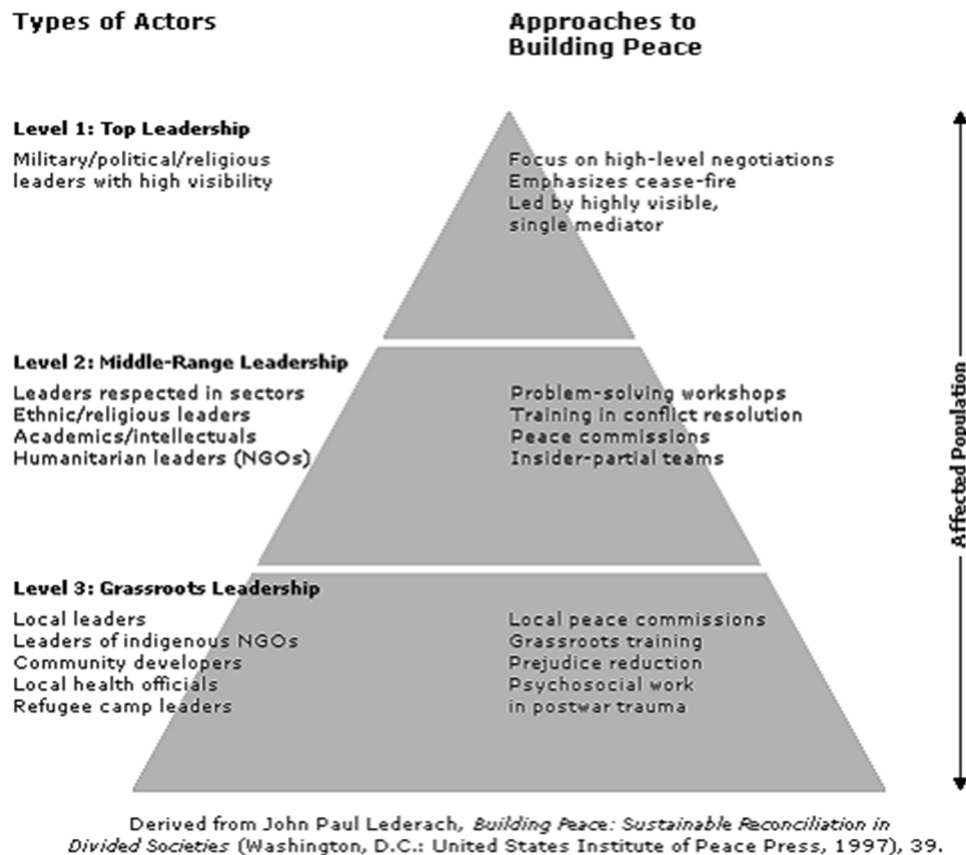 Types of Actors
Approaches to
Building Peace
Level 1: Top Leadership
Military/political/religious
leaders with high visibility
Focus on high-level negotiations
Emphasizes cease-fire
Led by highly visible,
single mediator
Level 2: Middle-Range Leadership
Leaders respected in sectors
Ethnic/religious leaders
Academics/intellectuals
Humanitarian leaders (NGOs)
Problem-solving workshops
Training in conflict resolution
Peace commissions
Insider-partial teams
Level 3: Grassroots Leadership
Local leaders
Leaders of indigenous NGOs
Community developers
Local health officials
Refugee camp leaders
Local peace commissions
Grassroots training
Prejudice reduction
Psychosocial work
in postwar trauma
Affected Population
Derived from John Paul Lederach, Building Peace: Sustainable Reconciliation in
Divided Societies (Washington, D.C.: United States Institute of Peace Press, 1997), 39.